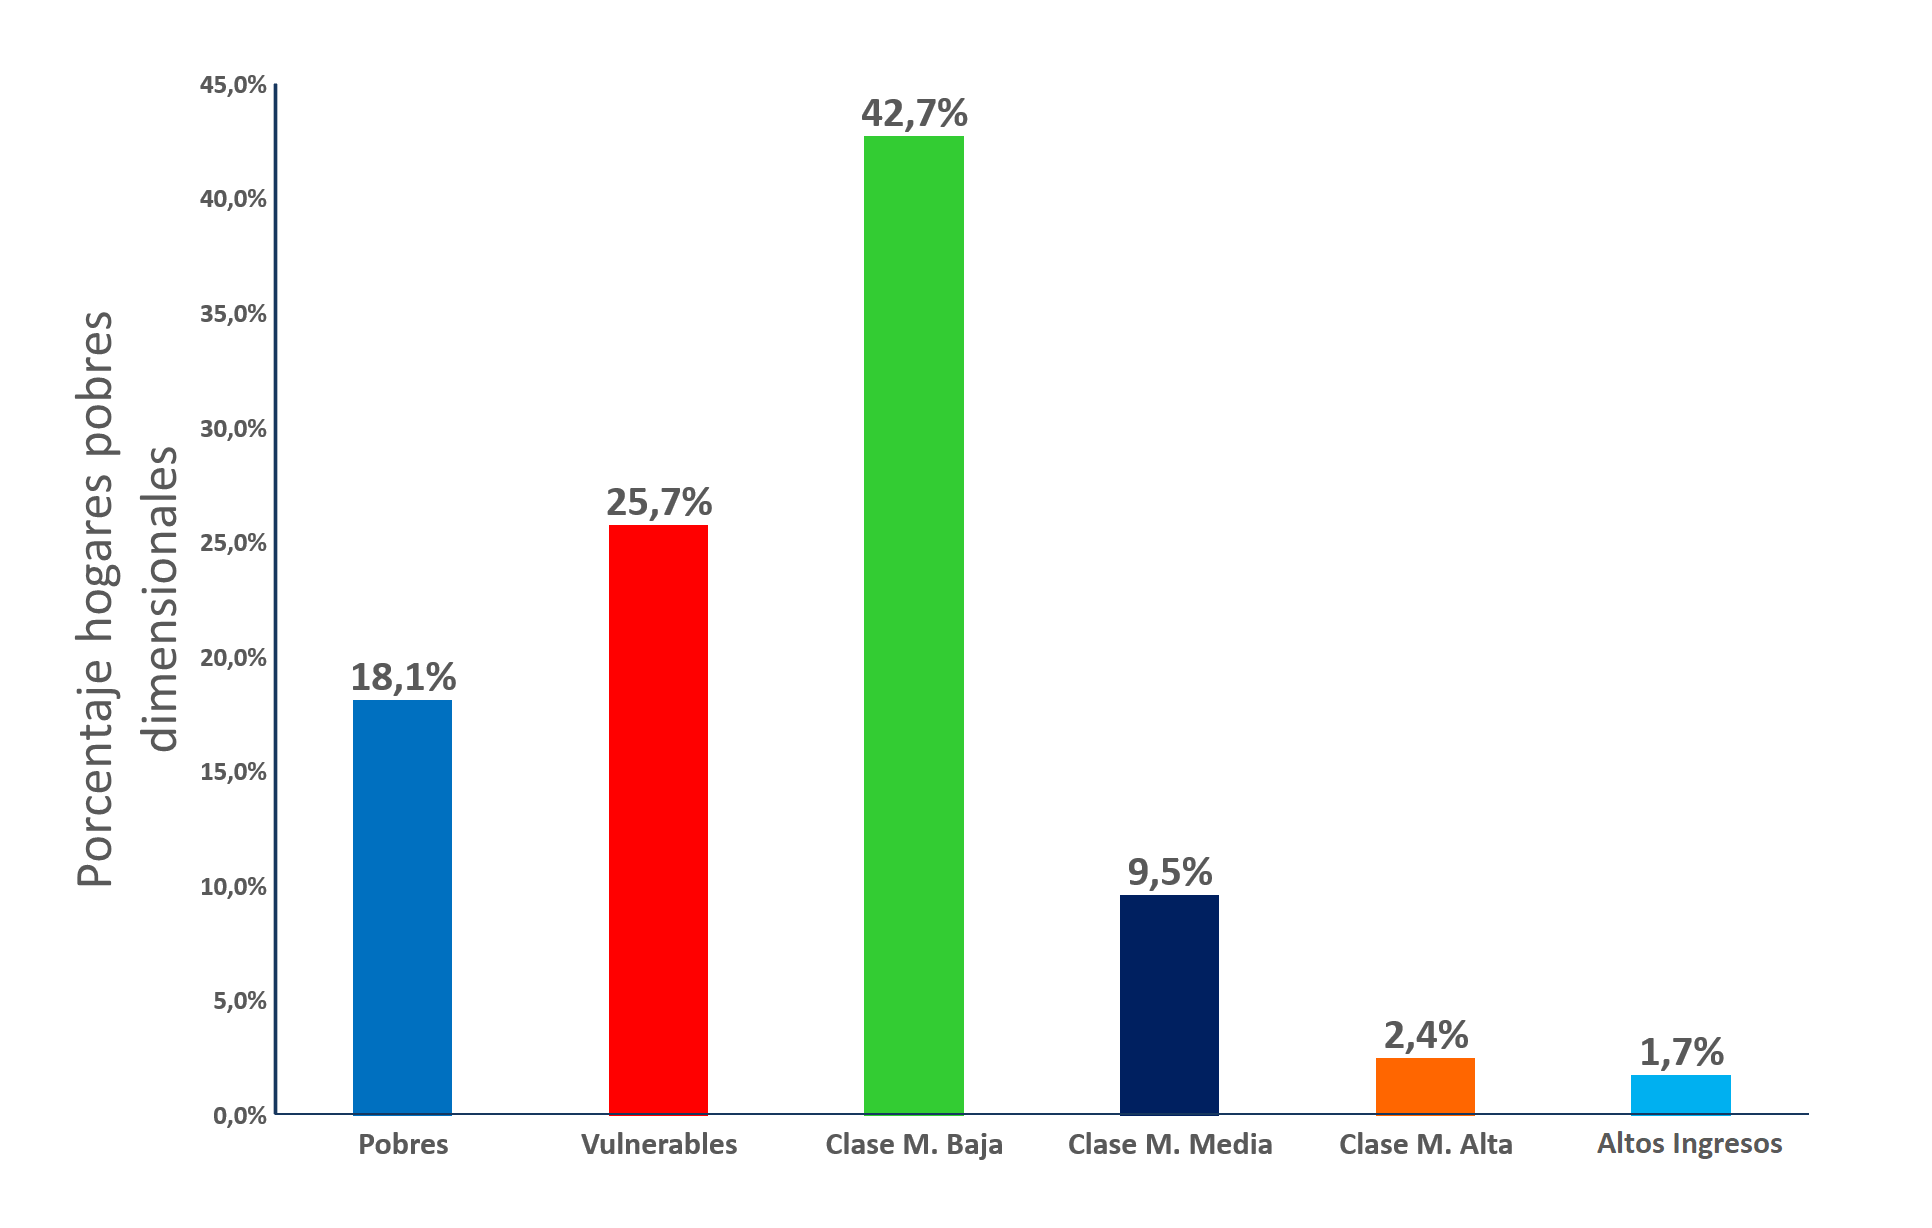 Porcentaje hogares pobres
dimensionales
45,0%
40,0%
35,0%
30,0%
25,0%
20,0%
15,0%
10,0%
5,0%
0,0%
18,1%
25,7%
42,7%
9,5%
2,4%
1,7%
Pobres
Vulnerables
Clase M. Baja
Clase M. Media
Clase M. Alta
Altos Ingresos